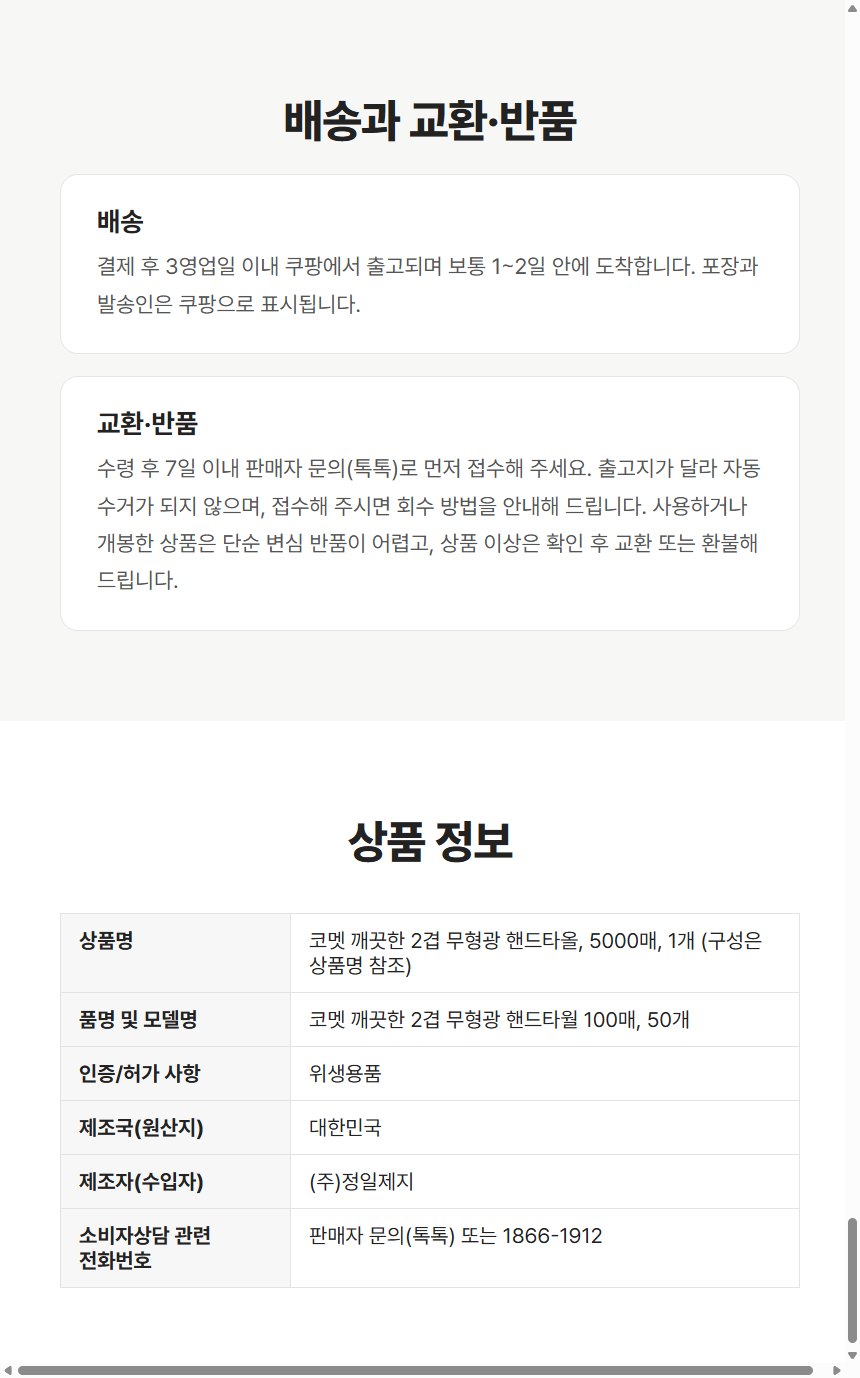 배송과 교환·반품
배송
결제 후 3영업일 이내 쿠팡에서 출고되며 보통 1~2일 안에 도착합니다. 포장과
발송인은 쿠팡으로 표시됩니다.
교환·반품
수령 후 7일 이내 판매자 문의(톡톡)로 먼저 접수해 주세요. 출고지가 달라 자동
수거가 되지 않으며, 접수해 주시면 회수 방법을 안내해 드립니다. 사용하거나
개봉한 상품은 단순 변심 반품이 어렵고, 상품 이상은 확인 후 교환 또는 환불해
드립니다.
상품 정보
상품명
코멧 깨끗한 2겹 무형광 핸드타올, 5000매, 1개 (구성은
상품명 참조)
품명 및 모델명
코멧 깨끗한 2겹 무형광 핸드타월 100매, 50개
인증/허가 사항
위생용품
제조국(원산지)
대한민국
제조자(수입자)
(주)정일제지
소비자상담 관련
전화번호
판매자 문의(톡톡) 또는 1866-1912